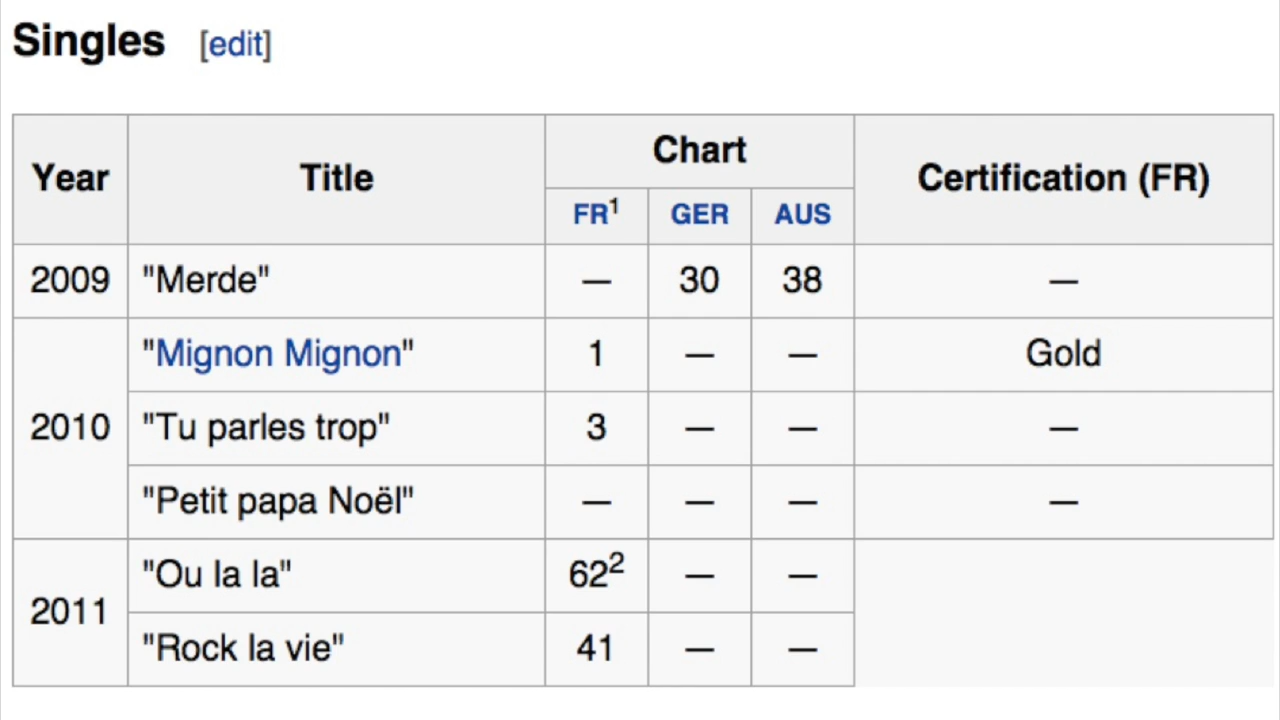 Singles [edit]
Year Title Chart Certification (FR)
FR¹ GER AUS
2009 "Merde" — 30 38 —
2010 "Mignon Mignon" 1 — — Gold
"Tu parles trop" 3 — — —
"Petit papa Noël" — — — —
2011 "Ou la la" 62² — —
"Rock la vie" 41 — —